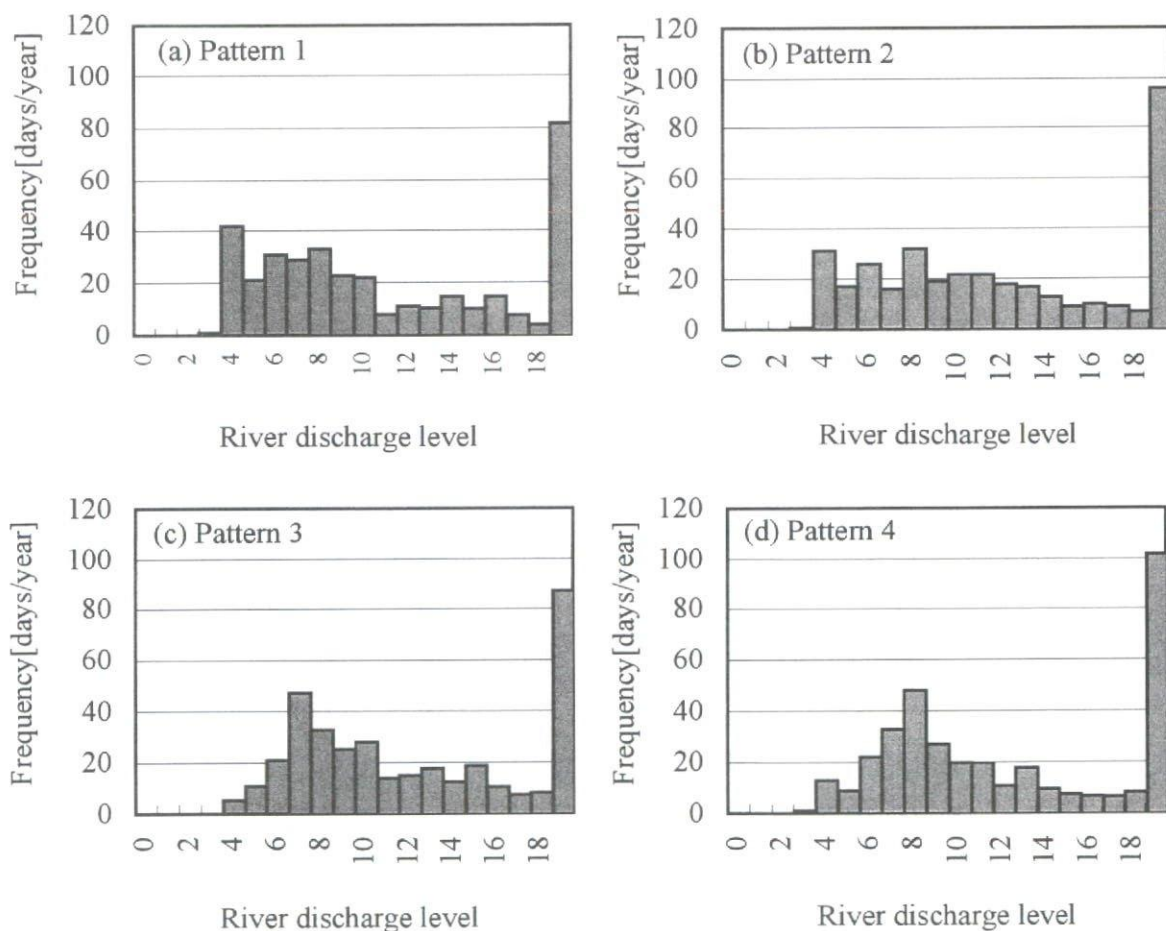 (a) Pattern 1
Frequency[days/year]
120
100
80
60
40
20
0
0 2 4 6 8 10 12 14 16 18
River discharge level
(b) Pattern 2
Frequency[days/year]
120
100
80
60
40
20
0
0 2 4 6 8 10 12 14 16 18
River discharge level
(c) Pattern 3
Frequency[days/year]
120
100
80
60
40
20
0
0 2 4 6 8 10 12 14 16 18
River discharge level
(d) Pattern 4
Frequency[days/year]
120
100
80
60
40
20
0
0 2 4 6 8 10 12 14 16 18
River discharge level